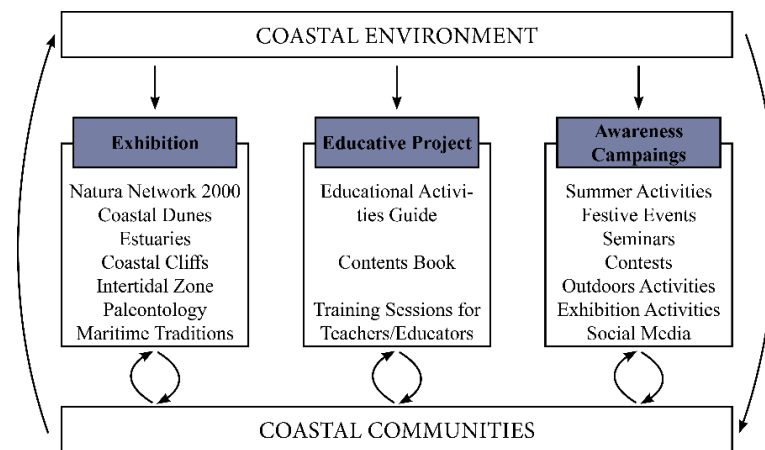 COASTAL ENVIRONMENT
Exhibition
Natura Network 2000
Coastal Dunes
Estuaries
Coastal Cliffs
Intertidal Zone
Palcontology
Maritime Traditions
Educative Project
Educational Activi-
ties Guide
Contents Book
Training Sessions for
Teachers/Educators
Awareness
Campaings
Summer Activities
Festive Events
Seminars
Contests
Outdoors Activities
Exhibition Activities
Social Media
COASTAL COMMUNITIES